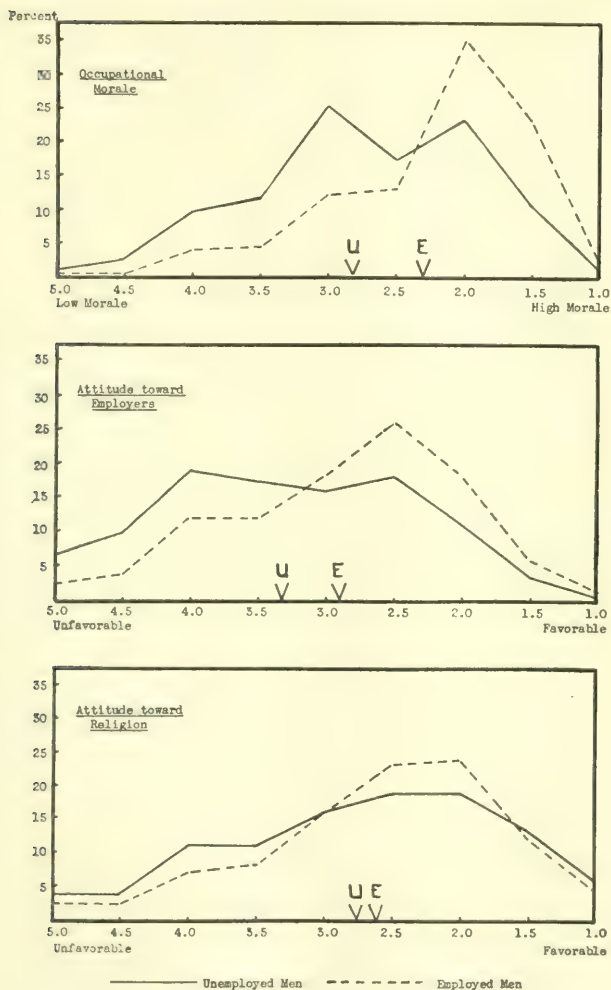 Percent
35
Occupational
Morale
25
20
15
10
5
U E
5.0 4.5 4.0 3.5 3.0 2.5 2.0 1.5 1.0
Low Morale High Morale
35
Attitude toward
30
Employers
25
20
15
10
5
U E
5.0 4.5 4.0 3.5 3.0 2.5 2.0 1.5 1.0
Unfavorable Favorable
35
Attitude toward
30
Religion
25
20
15
10
5
U E
5.0 4.5 4.0 3.5 3.0 2.5 2.0 1.5 1.0
Unfavorable Favorable
Unemployed Men Employed Men